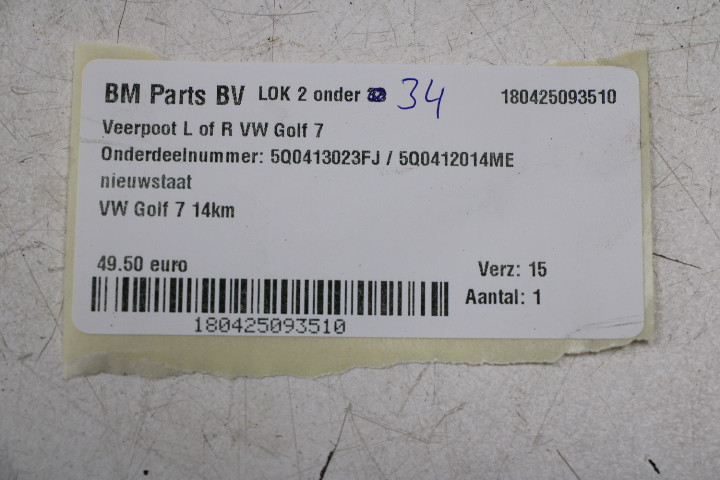 BM Parts BV LOK 2 onder 34 180425093510
Veerpoot L of R VW Golf 7
Onderdeelnummer: 5Q0413023FJ / 5Q0412014ME
nieuwstaat
VW Golf 7 14km
49.50 euro Verz: 15
Aantal: 1
180425093510